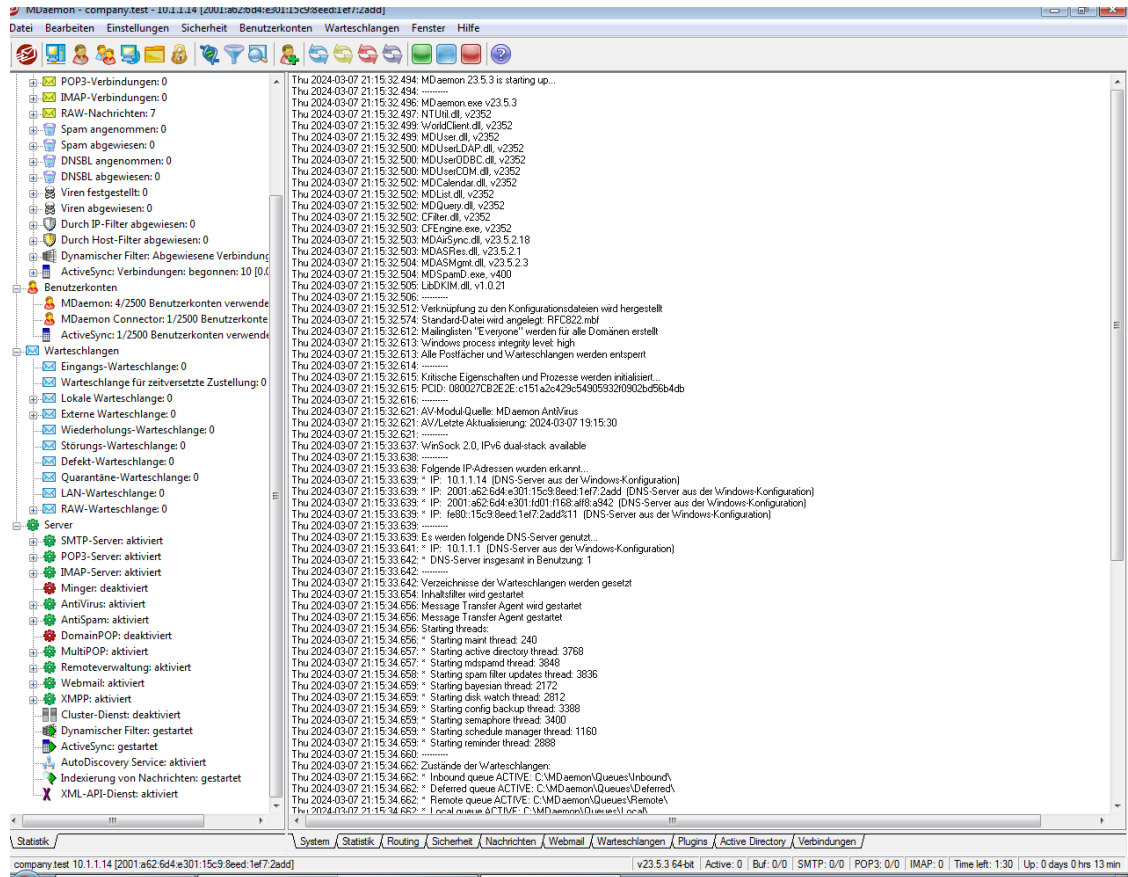 MDaemon - company.test - 10.1.1.14 [2001:a62:6d4:e301:15c9:8eed:1ef7:2add]
Datei Bearbeiten Einstellungen Sicherheit Benutzerkonten Warteschlangen Fenster Hilfe
POP3-Verbindungen: 0
IMAP-Verbindungen: 0
RAW-Nachrichten: 7
Spam angenommen: 0
Spam abgewiesen: 0
DNSBL angenommen: 0
DNSBL abgewiesen: 0
Viren festgestellt: 0
Viren abgewiesen: 0
Durch IP-Filter abgewiesen: 0
Durch Host-Filter abgewiesen: 0
Dynamischer Filter: Abgewiesene Verbindung
ActiveSync: Verbindungen: begonnen: 10 [0.0
Benutzerkonten
MDaemon: 4/2500 Benutzerkonten verwende
MDaemon Connector: 1/2500 Benutzerkonte
ActiveSync: 1/2500 Benutzerkonten verwend
Warteschlangen
Eingangs-Warteschlange: 0
Warteschlange für zeitversetzte Zustellung: 0
Lokale Warteschlange: 0
Externe Warteschlange: 0
Wiederholungs-Warteschlange: 0
Störungs-Warteschlange: 0
Defekt-Warteschlange: 0
Quarantäne-Warteschlange: 0
LAN-Warteschlange: 0
RAW-Warteschlange: 0
Server
SMTP-Server: aktiviert
POP3-Server: aktiviert
IMAP-Server: aktiviert
Minger: deaktiviert
AntiVirus: aktiviert
AntiSpam: aktiviert
DomainPOP: deaktiviert
MultiPOP: aktiviert
Remoteverwaltung: aktiviert
Webmail: aktiviert
XMPP: aktiviert
Cluster-Dienst: deaktiviert
Dynamischer Filter: gestartet
ActiveSync: gestartet
AutoDiscovery Service: aktiviert
Indexierung von Nachrichten: gestartet
XML-API-Dienst: aktiviert
Statistik
Thu 2024-03-07 21:15:32.494: MDaemon 23.5.3 is starting up...
Thu 2024-03-07 21:15:32.494: ----------
Thu 2024-03-07 21:15:32.496: MDaemon.exe v23.5.3
Thu 2024-03-07 21:15:32.497: NTUtil.dll, v2352
Thu 2024-03-07 21:15:32.499: WorldClient.dll, v2352
Thu 2024-03-07 21:15:32.499: MDUser.dll, v2352
Thu 2024-03-07 21:15:32.500: MDUserLDAP.dll, v2352
Thu 2024-03-07 21:15:32.500: MDUserODBC.dll, v2352
Thu 2024-03-07 21:15:32.500: MDUserCOM.dll, v2352
Thu 2024-03-07 21:15:32.502: MDCalendar.dll, v2352
Thu 2024-03-07 21:15:32.502: MDList.dll, v2352
Thu 2024-03-07 21:15:32.502: MDQuery.dll, v2352
Thu 2024-03-07 21:15:32.502: CFilter.dll, v2352
Thu 2024-03-07 21:15:32.503: CFEngine.exe, v2352
Thu 2024-03-07 21:15:32.503: MDAirSync.dll, v23.5.2.18
Thu 2024-03-07 21:15:32.503: MDASRes.dll, v23.5.2.1
Thu 2024-03-07 21:15:32.504: MDASMgmt.dll, v23.5.2.3
Thu 2024-03-07 21:15:32.504: MDSpamD.exe, v400
Thu 2024-03-07 21:15:32.505: LibDKIM.dll, v1.0.21
Thu 2024-03-07 21:15:32.506: ----------
Thu 2024-03-07 21:15:32.512: Verknüpfung zu den Konfigurationsdateien wird hergestellt
Thu 2024-03-07 21:15:32.574: Standard-Datei wird angelegt: RFC822.mbf
Thu 2024-03-07 21:15:32.612: Mailinglisten "Everyone" werden für alle Domänen erstellt
Thu 2024-03-07 21:15:32.613: Windows process integrity level: high
Thu 2024-03-07 21:15:32.613: Alle Postfächer und Warteschlangen werden entsperrt
Thu 2024-03-07 21:15:32.614: ----------
Thu 2024-03-07 21:15:32.615: Kritische Eigenschaften und Prozesse werden initialisiert...
Thu 2024-03-07 21:15:32.615: PCID: 080027CB2E2E:c151a2c429c54905932f0902bd56b4db
Thu 2024-03-07 21:15:32.616: ----------
Thu 2024-03-07 21:15:32.621: AV-Modul-Quelle: MDaemon AntiVirus
Thu 2024-03-07 21:15:32.621: AV/Letzte Aktualisierung: 2024-03-07 19:15:30
Thu 2024-03-07 21:15:32.621: ----------
Thu 2024-03-07 21:15:33.637: WinSock 2.0, IPv6 dual-stack available
Thu 2024-03-07 21:15:33.638: ----------
Thu 2024-03-07 21:15:33.638: Folgende IP-Adressen wurden erkannt...
Thu 2024-03-07 21:15:33.639: * IP: 10.1.1.14 (DNS-Server aus der Windows-Konfiguration)
Thu 2024-03-07 21:15:33.639: * IP: 2001:a62:6d4:e301:15c9:8eed:1ef7:2add (DNS-Server aus der Windows-Konfiguration)
Thu 2024-03-07 21:15:33.639: * IP: 2001:a62:6d4:e301:fd01:f168:aff8:a942 (DNS-Server aus der Windows-Konfiguration)
Thu 2024-03-07 21:15:33.639: * IP: fe80::15c9:8eed:1ef7:2add%11 (DNS-Server aus der Windows-Konfiguration)
Thu 2024-03-07 21:15:33.639: ----------
Thu 2024-03-07 21:15:33.639: Es werden folgende DNS-Server genutzt...
Thu 2024-03-07 21:15:33.641: * IP: 10.1.1.1 (DNS-Server aus der Windows-Konfiguration)
Thu 2024-03-07 21:15:33.642: * DNS-Server insgesamt in Benutzung: 1
Thu 2024-03-07 21:15:33.642: ----------
Thu 2024-03-07 21:15:33.642: Verzeichnisse der Warteschlangen werden gesetzt
Thu 2024-03-07 21:15:33.654: Inhaltsfilter wird gestartet
Thu 2024-03-07 21:15:34.656: Message Transfer Agent wird gestartet
Thu 2024-03-07 21:15:34.656: Message Transfer Agent gestartet
Thu 2024-03-07 21:15:34.656: Starting threads:
Thu 2024-03-07 21:15:34.656: * Starting maint thread: 240
Thu 2024-03-07 21:15:34.657: * Starting active directory thread: 3768
Thu 2024-03-07 21:15:34.657: * Starting mdspamd thread: 3848
Thu 2024-03-07 21:15:34.658: * Starting spam filter updates thread: 3836
Thu 2024-03-07 21:15:34.659: * Starting bayesian thread: 2172
Thu 2024-03-07 21:15:34.659: * Starting disk watch thread: 2812
Thu 2024-03-07 21:15:34.659: * Starting config backup thread: 3388
Thu 2024-03-07 21:15:34.659: * Starting semaphore thread: 3400
Thu 2024-03-07 21:15:34.659: * Starting schedule manager thread: 1160
Thu 2024-03-07 21:15:34.659: * Starting reminder thread: 2888
Thu 2024-03-07 21:15:34.660: ----------
Thu 2024-03-07 21:15:34.662: Zustände der Warteschlangen:
Thu 2024-03-07 21:15:34.662: * Inbound queue ACTIVE: C:\MDaemon\Queues\Inbound\
Thu 2024-03-07 21:15:34.662: * Deferred queue ACTIVE: C:\MDaemon\Queues\Deferred\
Thu 2024-03-07 21:15:34.662: * Remote queue ACTIVE: C:\MDaemon\Queues\Remote\
Thu 2024-03-07 21:15:34.662: * Local queue ACTIVE: C:\MDaemon\Queues\Local\
System Statistik Routing Sicherheit Nachrichten Webmail Warteschlangen Plugins Active Directory Verbindungen
company.test 10.1.1.14 [2001:a62:6d4:e301:15c9:8eed:1ef7:2add] v23.5.3 64-bit Active: 0 Buf: 0/0 SMTP: 0/0 POP3: 0/0 IMAP: 0 Time left: 1:30 Up: 0 days 0 hrs 13 min